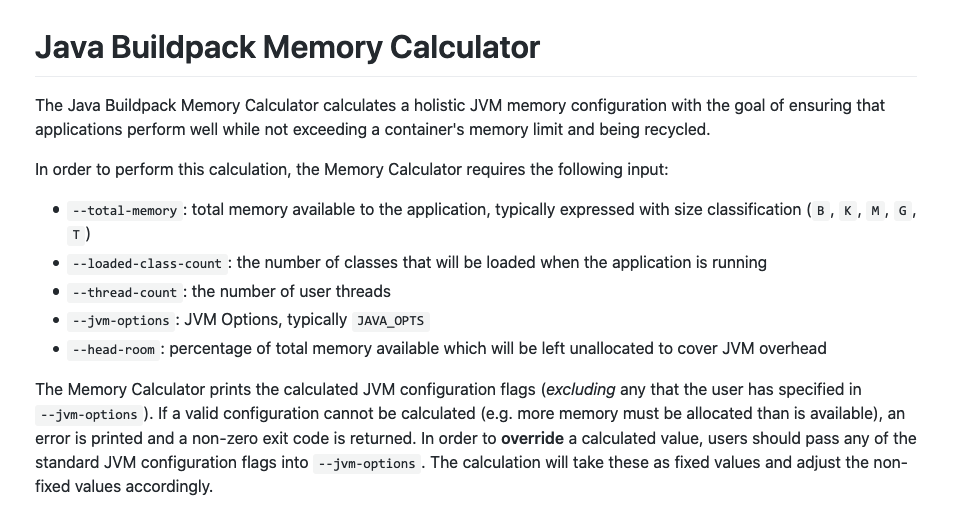 Java Buildpack Memory Calculator
The Java Buildpack Memory Calculator calculates a holistic JVM memory configuration with the goal of ensuring that
applications perform well while not exceeding a container's memory limit and being recycled.
In order to perform this calculation, the Memory Calculator requires the following input:
• --total-memory : total memory available to the application, typically expressed with size classification ( B , K , M , G ,
T )
• --loaded-class-count : the number of classes that will be loaded when the application is running
• --thread-count : the number of user threads
• --jvm-options : JVM Options, typically JAVA_OPTS
• --head-room : percentage of total memory available which will be left unallocated to cover JVM overhead
The Memory Calculator prints the calculated JVM configuration flags (excluding any that the user has specified in
--jvm-options ). If a valid configuration cannot be calculated (e.g. more memory must be allocated than is available), an
error is printed and a non-zero exit code is returned. In order to override a calculated value, users should pass any of the
standard JVM configuration flags into --jvm-options . The calculation will take these as fixed values and adjust the non-
fixed values accordingly.